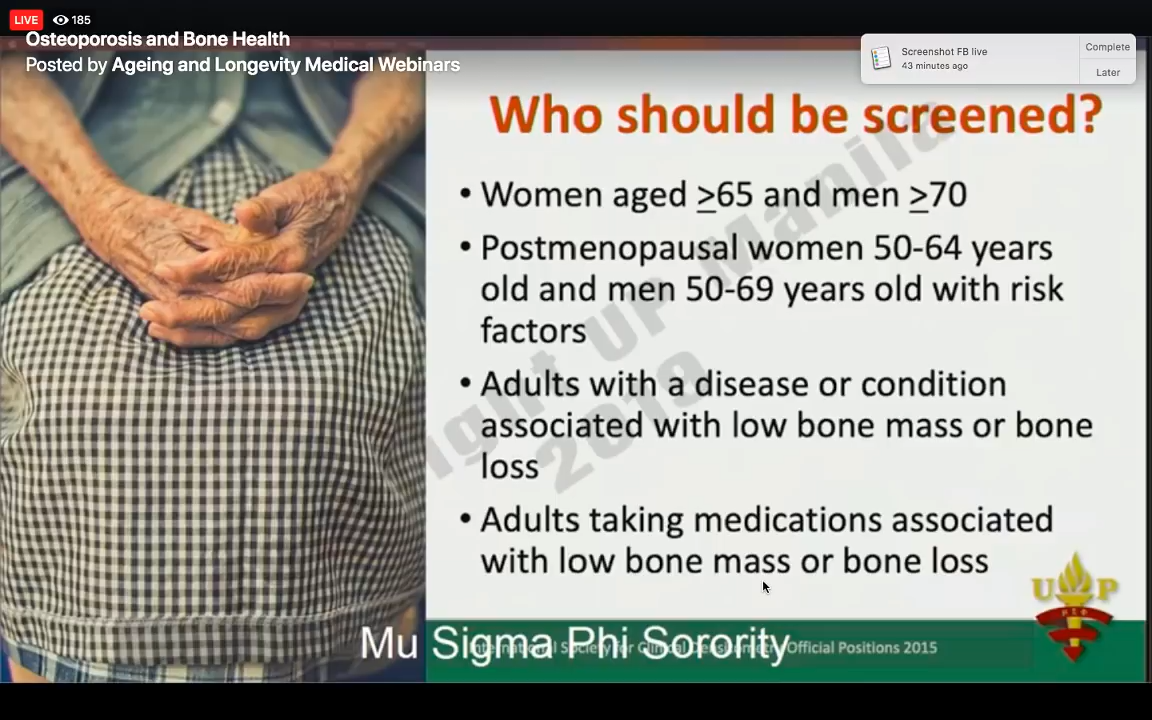 LIVE 185
Osteoporosis and Bone Health
Posted by Ageing and Longevity Medical Webinars
Screenshot FB live
43 minutes ago
Complete
Later
Who should be screened?
• Women aged ≥65 and men ≥70
• Postmenopausal women 50-64 years
old and men 50-69 years old with risk
factors
• Adults with a disease or condition
associated with low bone mass or bone
loss
• Adults taking medications associated
with low bone mass or bone loss
UP Manila
2019
U P
ΜΣΦ
Mu Sigma Phi Sorority
International Society for Clinical Densitometry Official Positions 2015